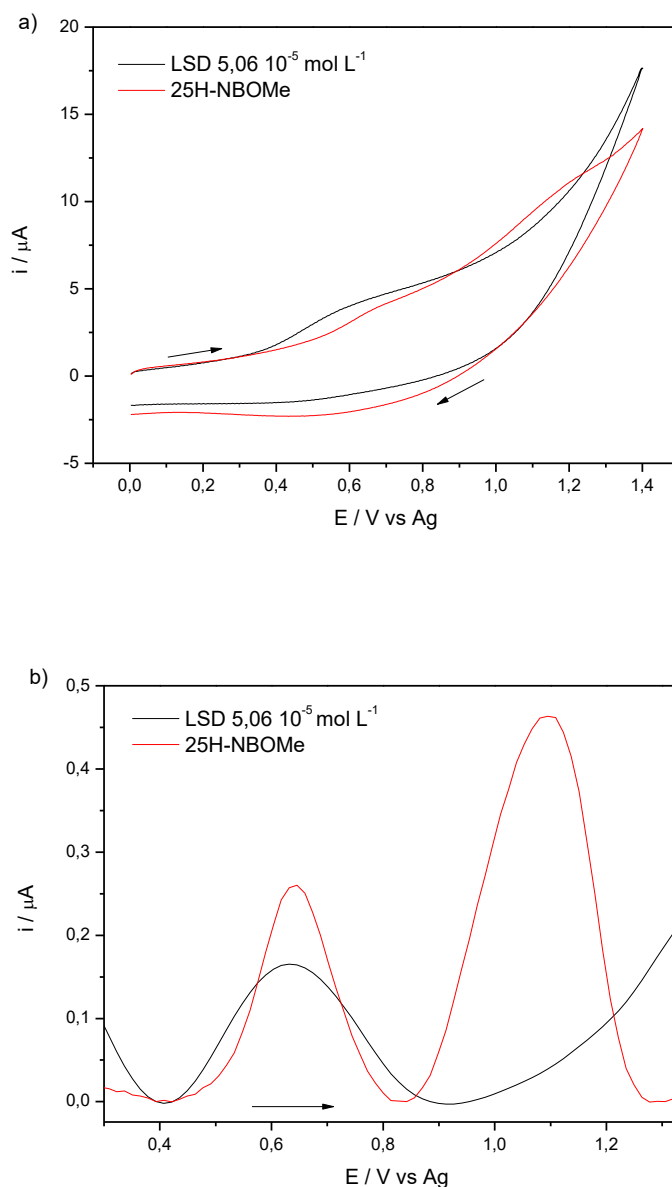 a)
20
LSD 5,06 10⁻⁵ mol L⁻¹
25H-NBOMe
15
10
5
0
-5
i / μA
0,0 0,2 0,4 0,6 0,8 1,0 1,2 1,4
E / V vs Ag
b)
0,5
LSD 5,06 10⁻⁵ mol L⁻¹
25H-NBOMe
0,4
0,3
0,2
0,1
0,0
i / μA
0,4 0,6 0,8 1,0 1,2
E / V vs Ag